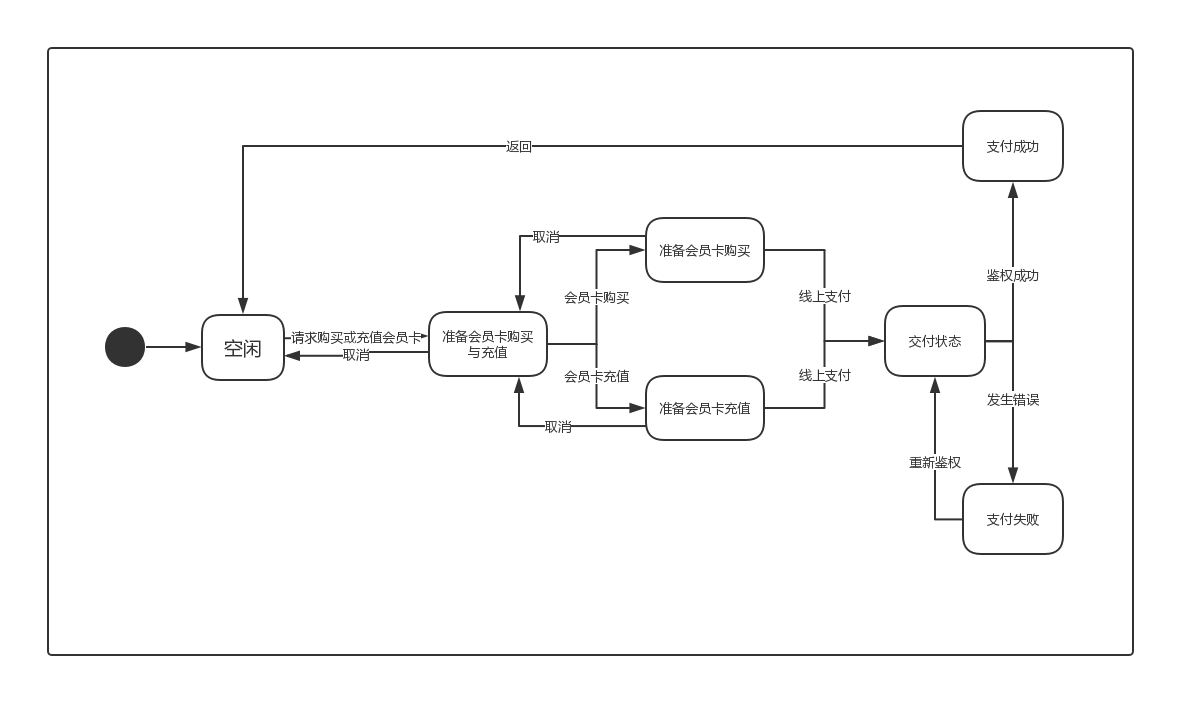 返回
支付成功
取消
准备会员卡购买
鉴权成功
会员卡购买
线上支付
空闲
请求购买或充值会员卡
取消
准备会员卡购买
与充值
交付状态
会员卡充值
线上支付
准备会员卡充值
发生错误
取消
重新鉴权
支付失败